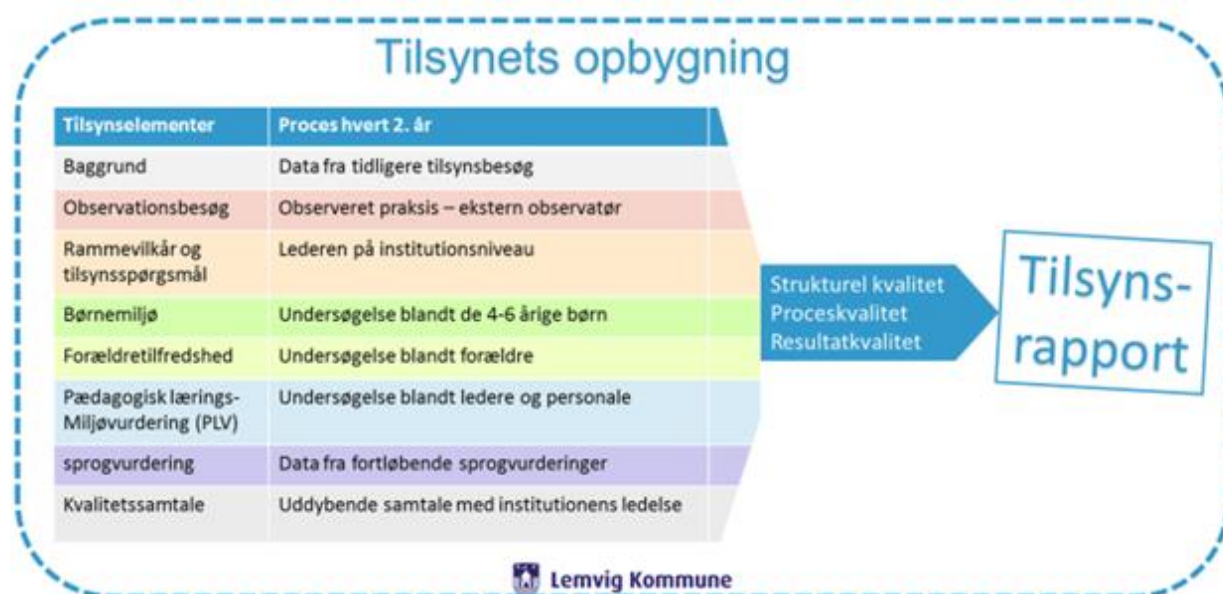 Tilsynets opbygning
Tilsynselementer Proces hvert 2. år
Baggrund Data fra tidligere tilsynsbesøg
Observationsbesøg Observeret praksis – ekstern observatør
Rammevilkår og Lederen på institutionsniveau
tilsynsspørgsmål
Børnemiljø Undersøgelse blandt de 4-6 årige børn
Forældretilfredshed Undersøgelse blandt forældre
Pædagogisk lærings- Undersøgelse blandt ledere og personale
Miljøvurdering (PLV)
sprogvurdering Data fra fortløbende sprogvurderinger
Kvalitetssamtale Uddybende samtale med institutionens ledelse
Strukturel kvalitet
Proceskvalitet
Resultatkvalitet
Tilsyns-
rapport
Lemvig Kommune